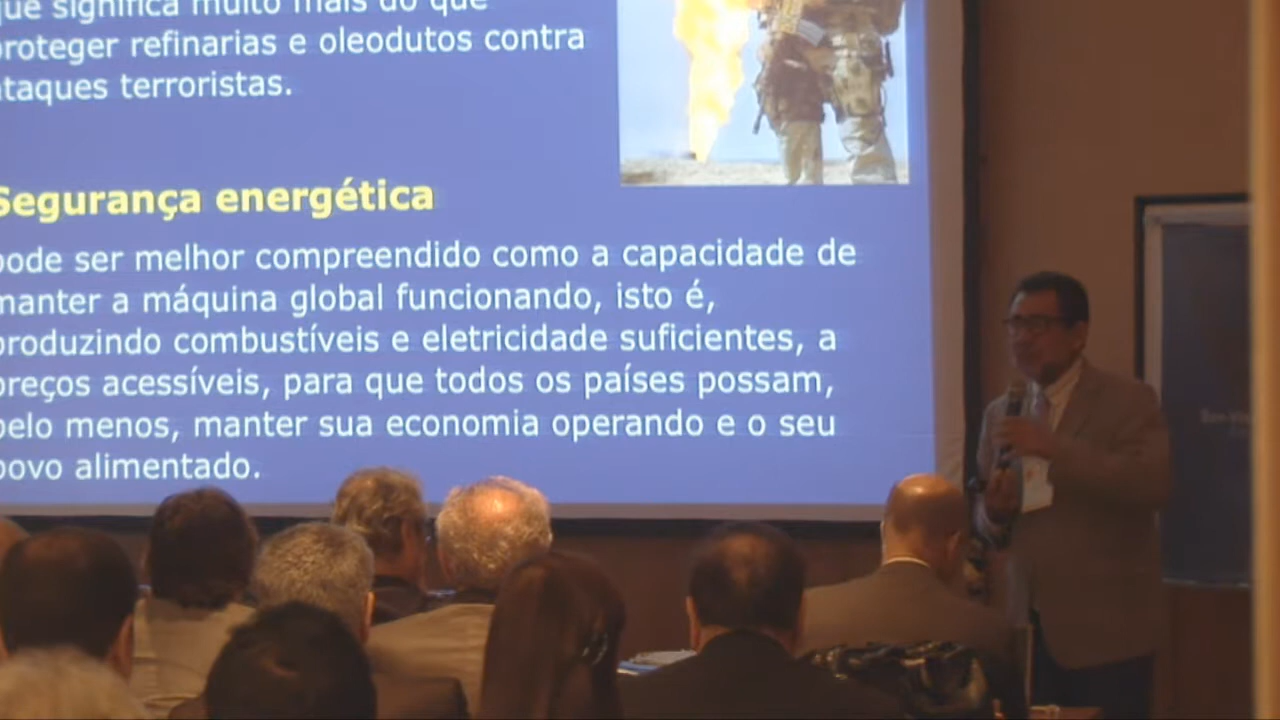 que significa muito mais do que
proteger refinarias e oleodutos contra
ataques terroristas.
Segurança energética
pode ser melhor compreendido como a capacidade de
manter a máquina global funcionando, isto é,
produzindo combustíveis e eletricidade suficientes, a
preços acessíveis, para que todos os países possam,
pelo menos, manter sua economia operando e o seu
povo alimentado.